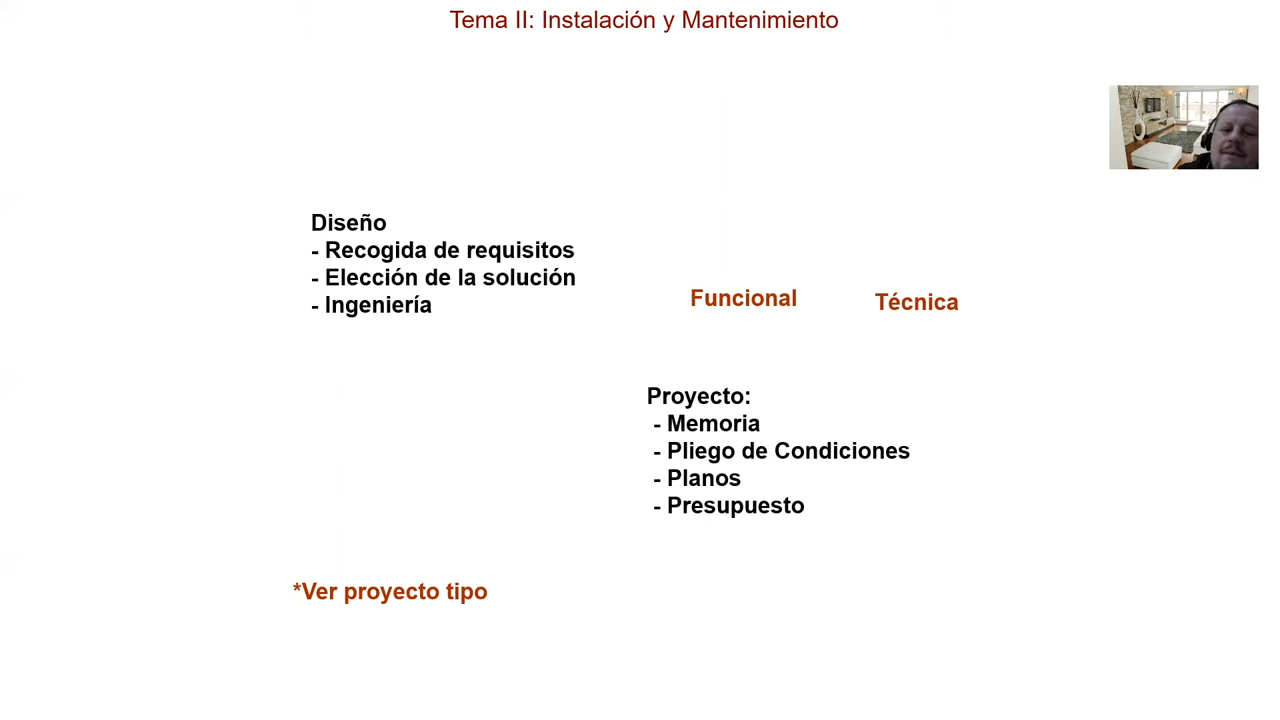 Tema II: Instalación y Mantenimiento
Diseño
- Recogida de requisitos
- Elección de la solución
- Ingeniería
Funcional
Técnica
Proyecto:
- Memoria
- Pliego de Condiciones
- Planos
- Presupuesto
*Ver proyecto tipo